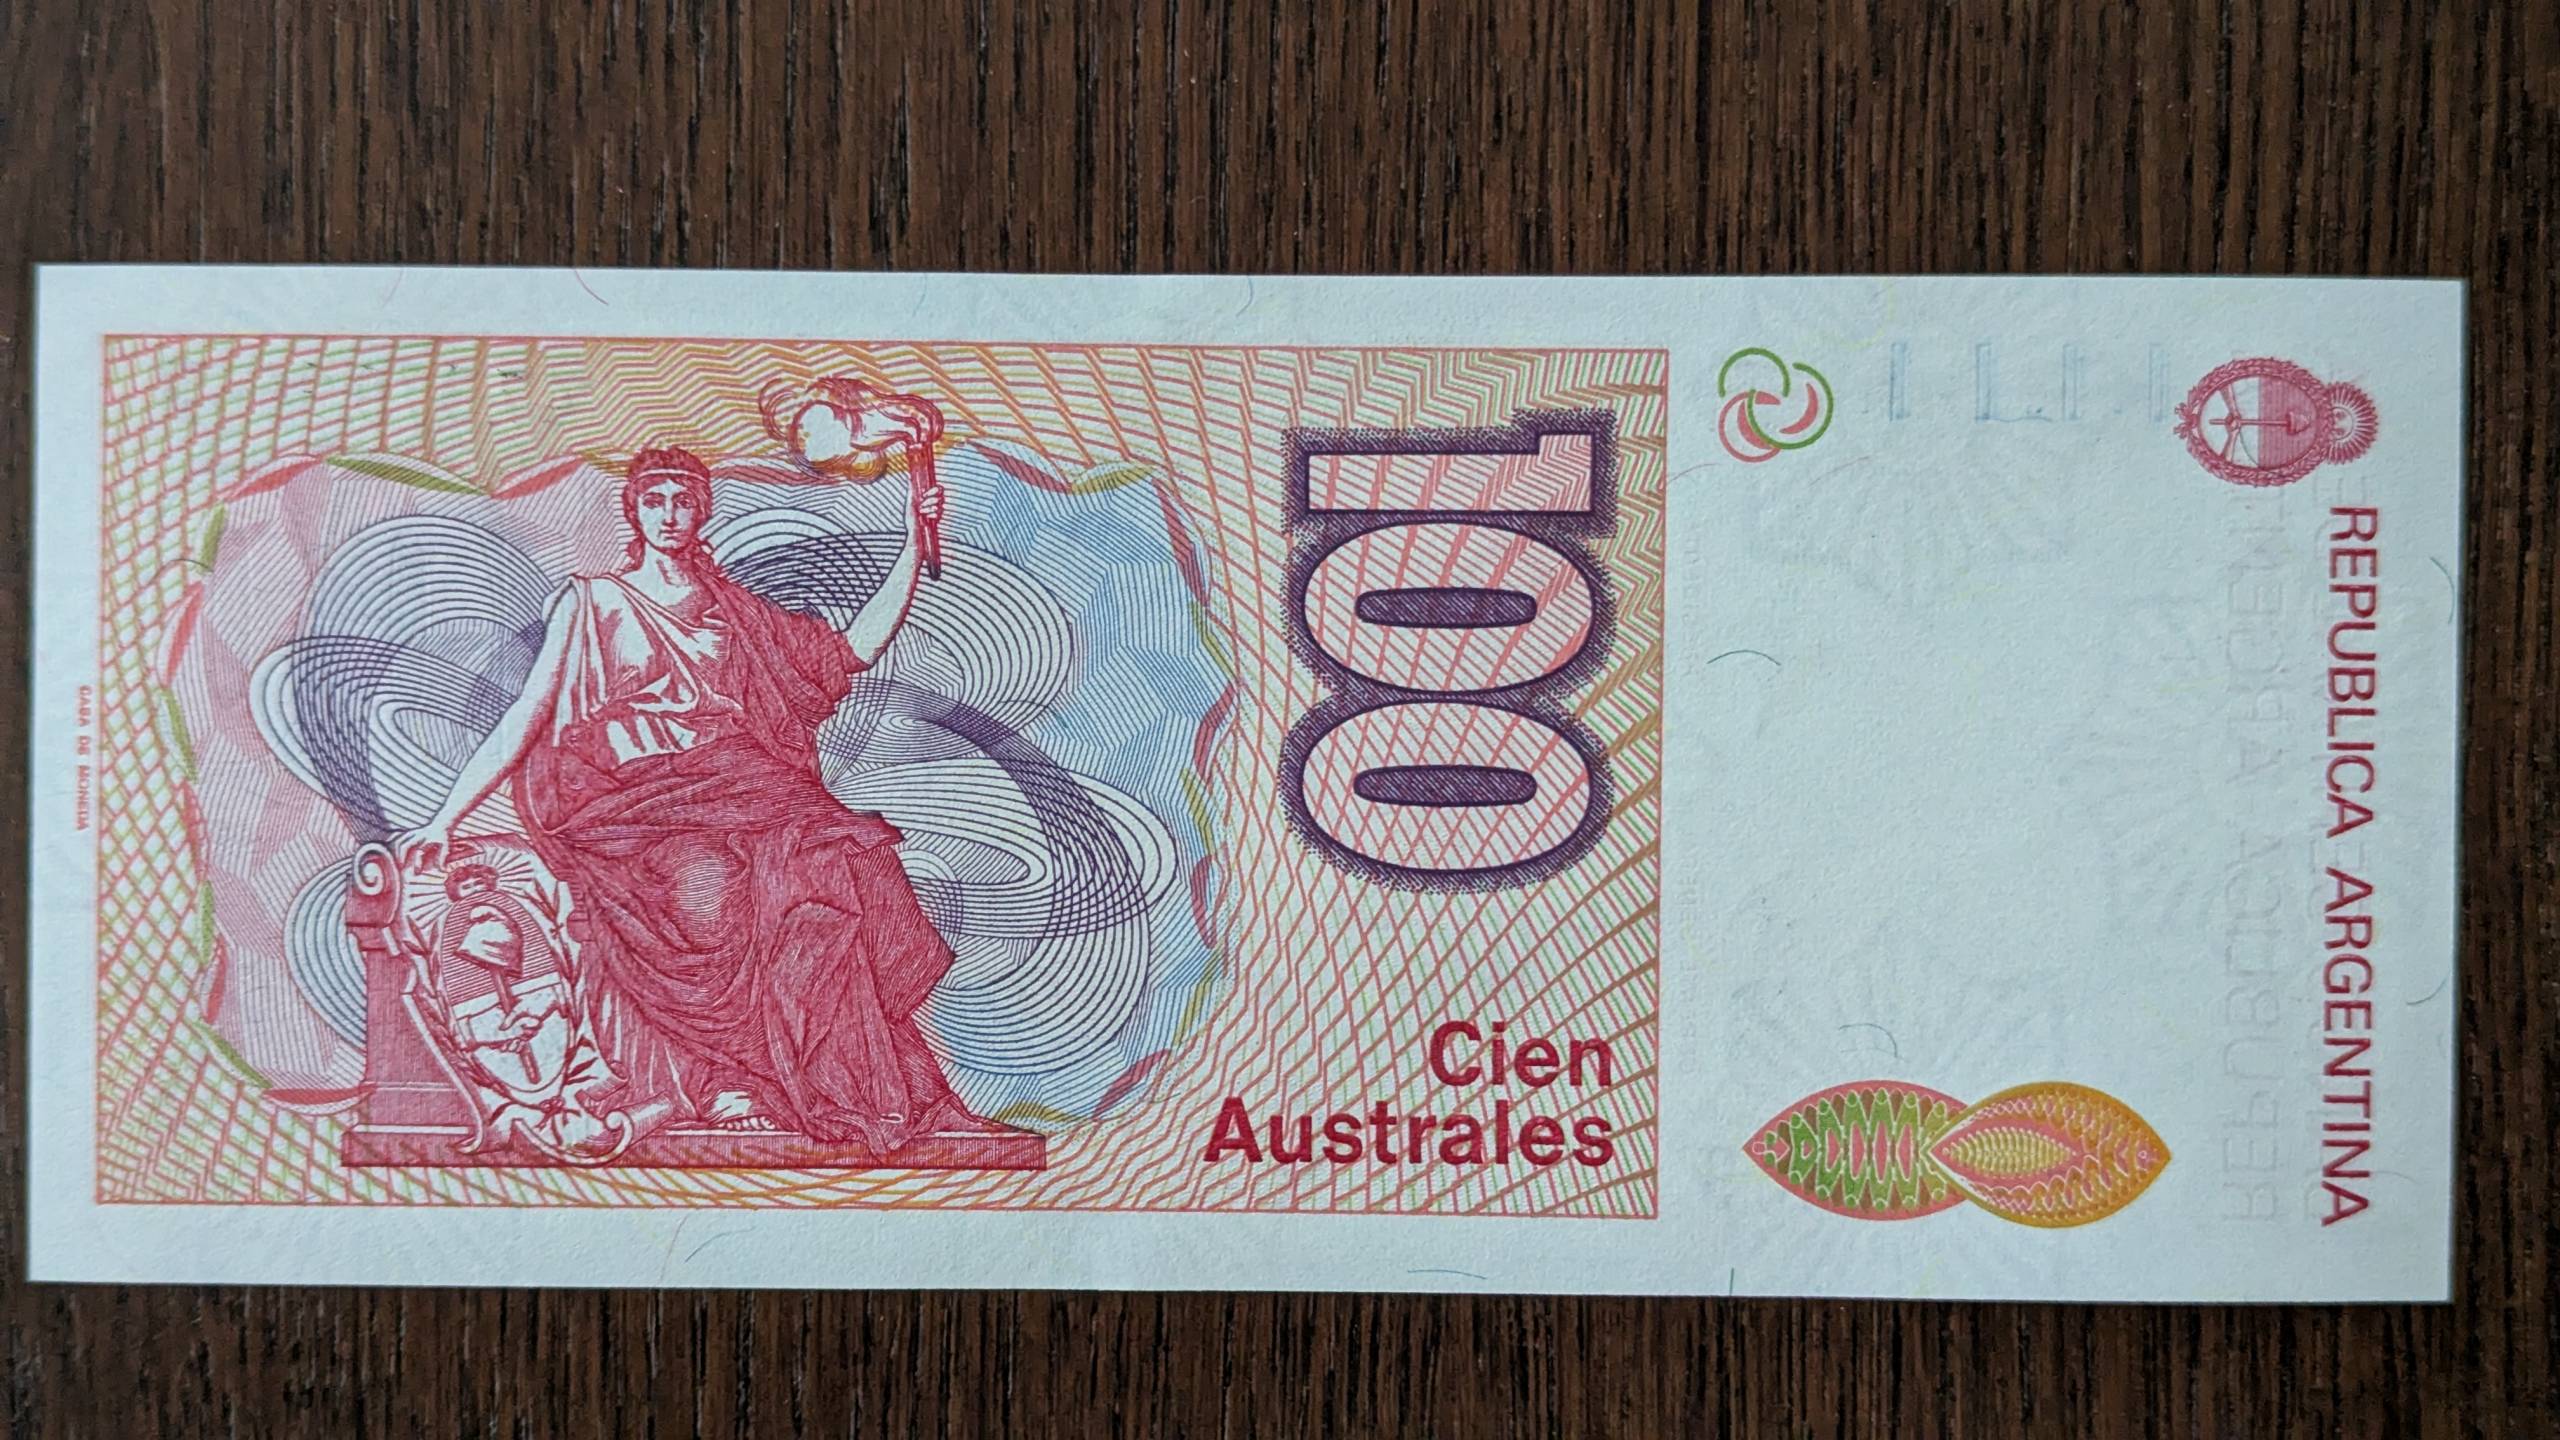 REPUBLICA ARGENTINA
100
Cien
Australes
CASA DE MONEDA